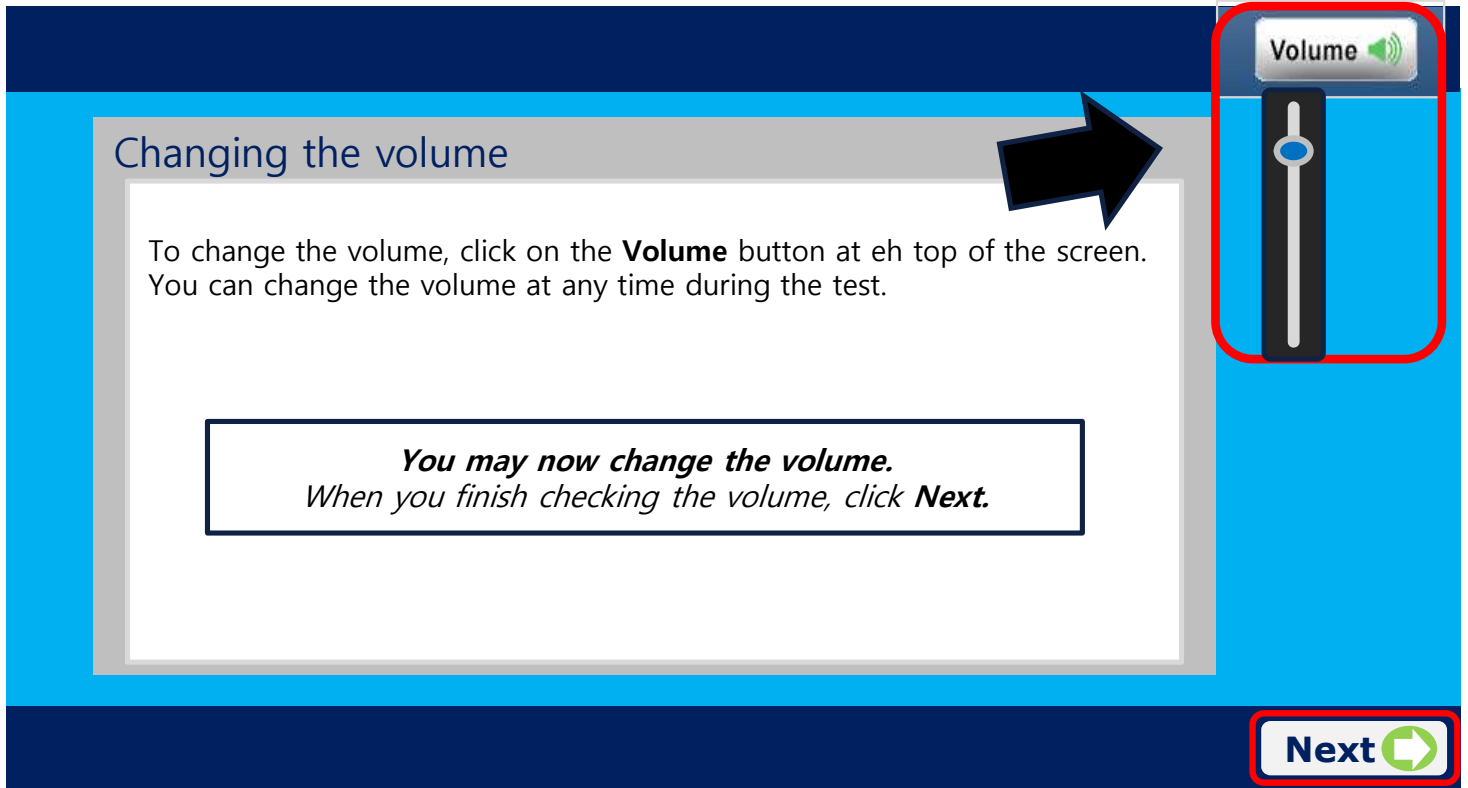 Volume
Changing the volume
To change the volume, click on the Volume button at eh top of the screen.
You can change the volume at any time during the test.
You may now change the volume.
When you finish checking the volume, click Next.
Next